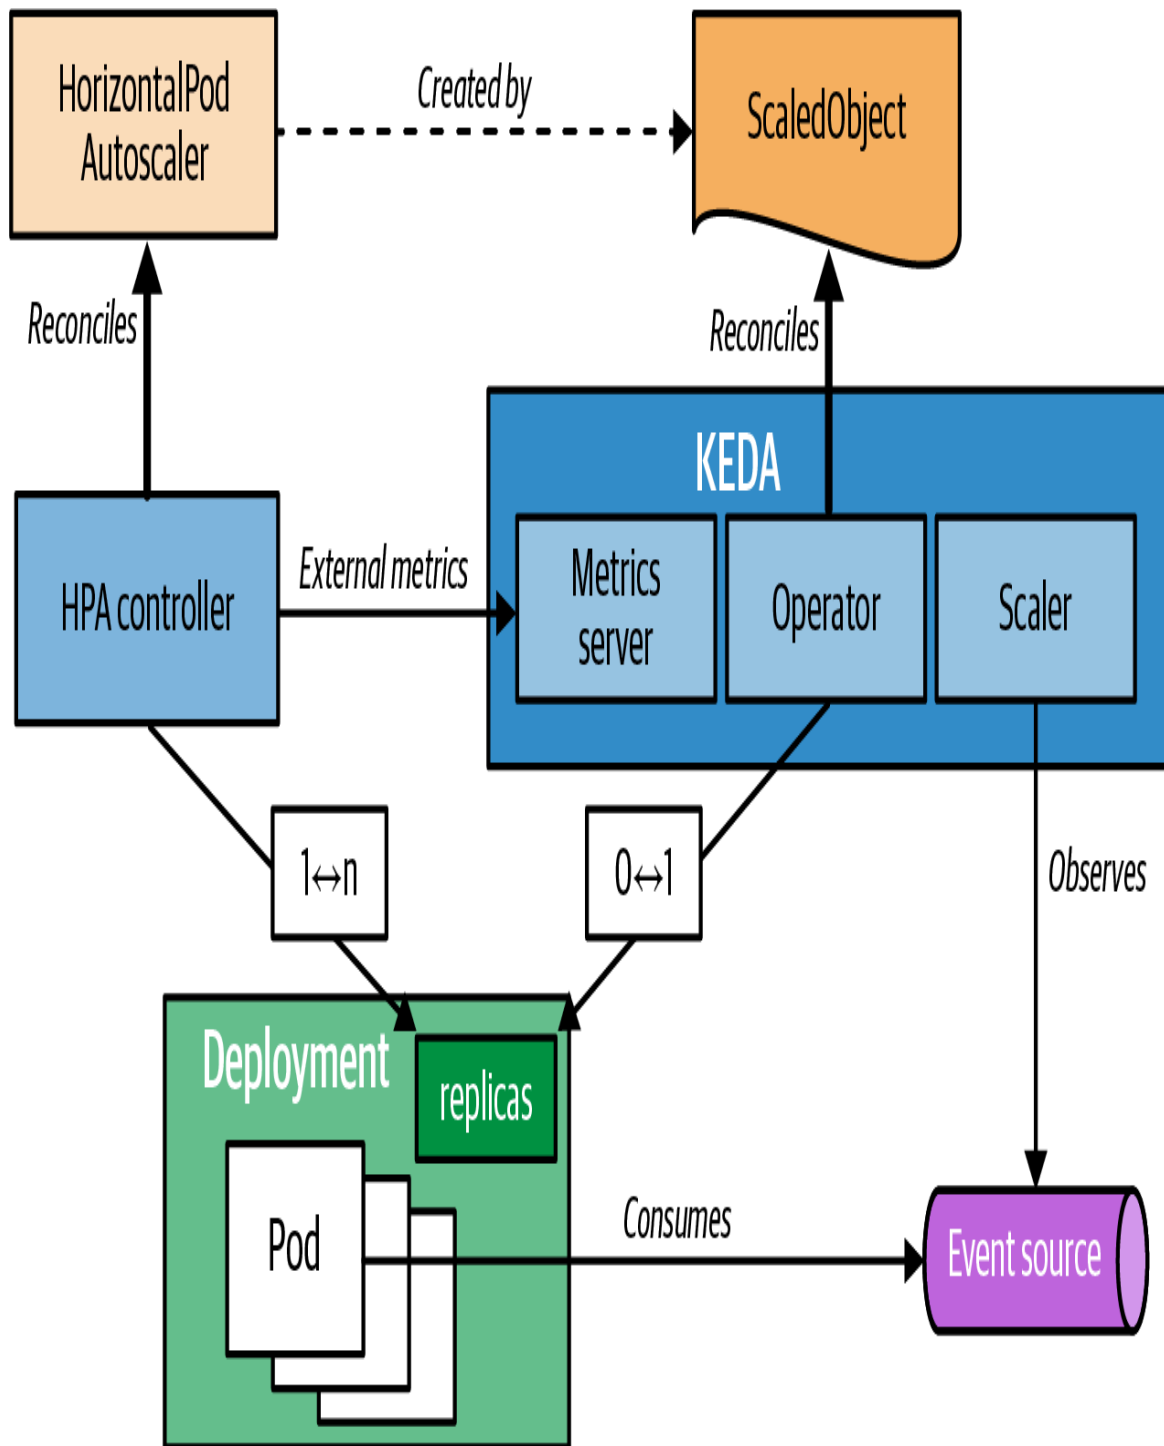 HorizontalPod
Autoscaler
Created by
ScaledObject
Reconciles
Reconciles
KEDA
HPA controller
External metrics
Metrics
server
Operator
Scaler
1↔n
0↔1
Observes
Deployment
replicas
Pod
Consumes
Event source